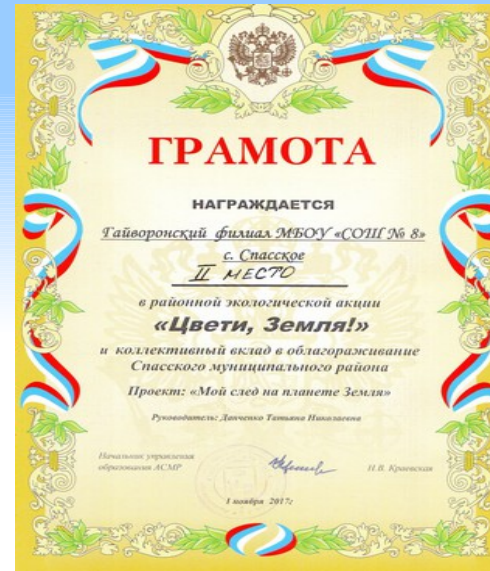 ГРАМОТА
НАГРАЖДАЕТСЯ
Гайворонский филиал МБОУ «СОШ № 8»
с. Спасское
II МЕСТО
в районной экологической акции
«Цвети, Земля!»
и коллективный вклад в облагораживание
Спасского муниципального района
Проект: «Мой след на планете Земля»
Руководитель: Данченко Татьяна Николаевна
Начальник управления
образования АСМР
Н.В. Краевская
1 ноября 2017г